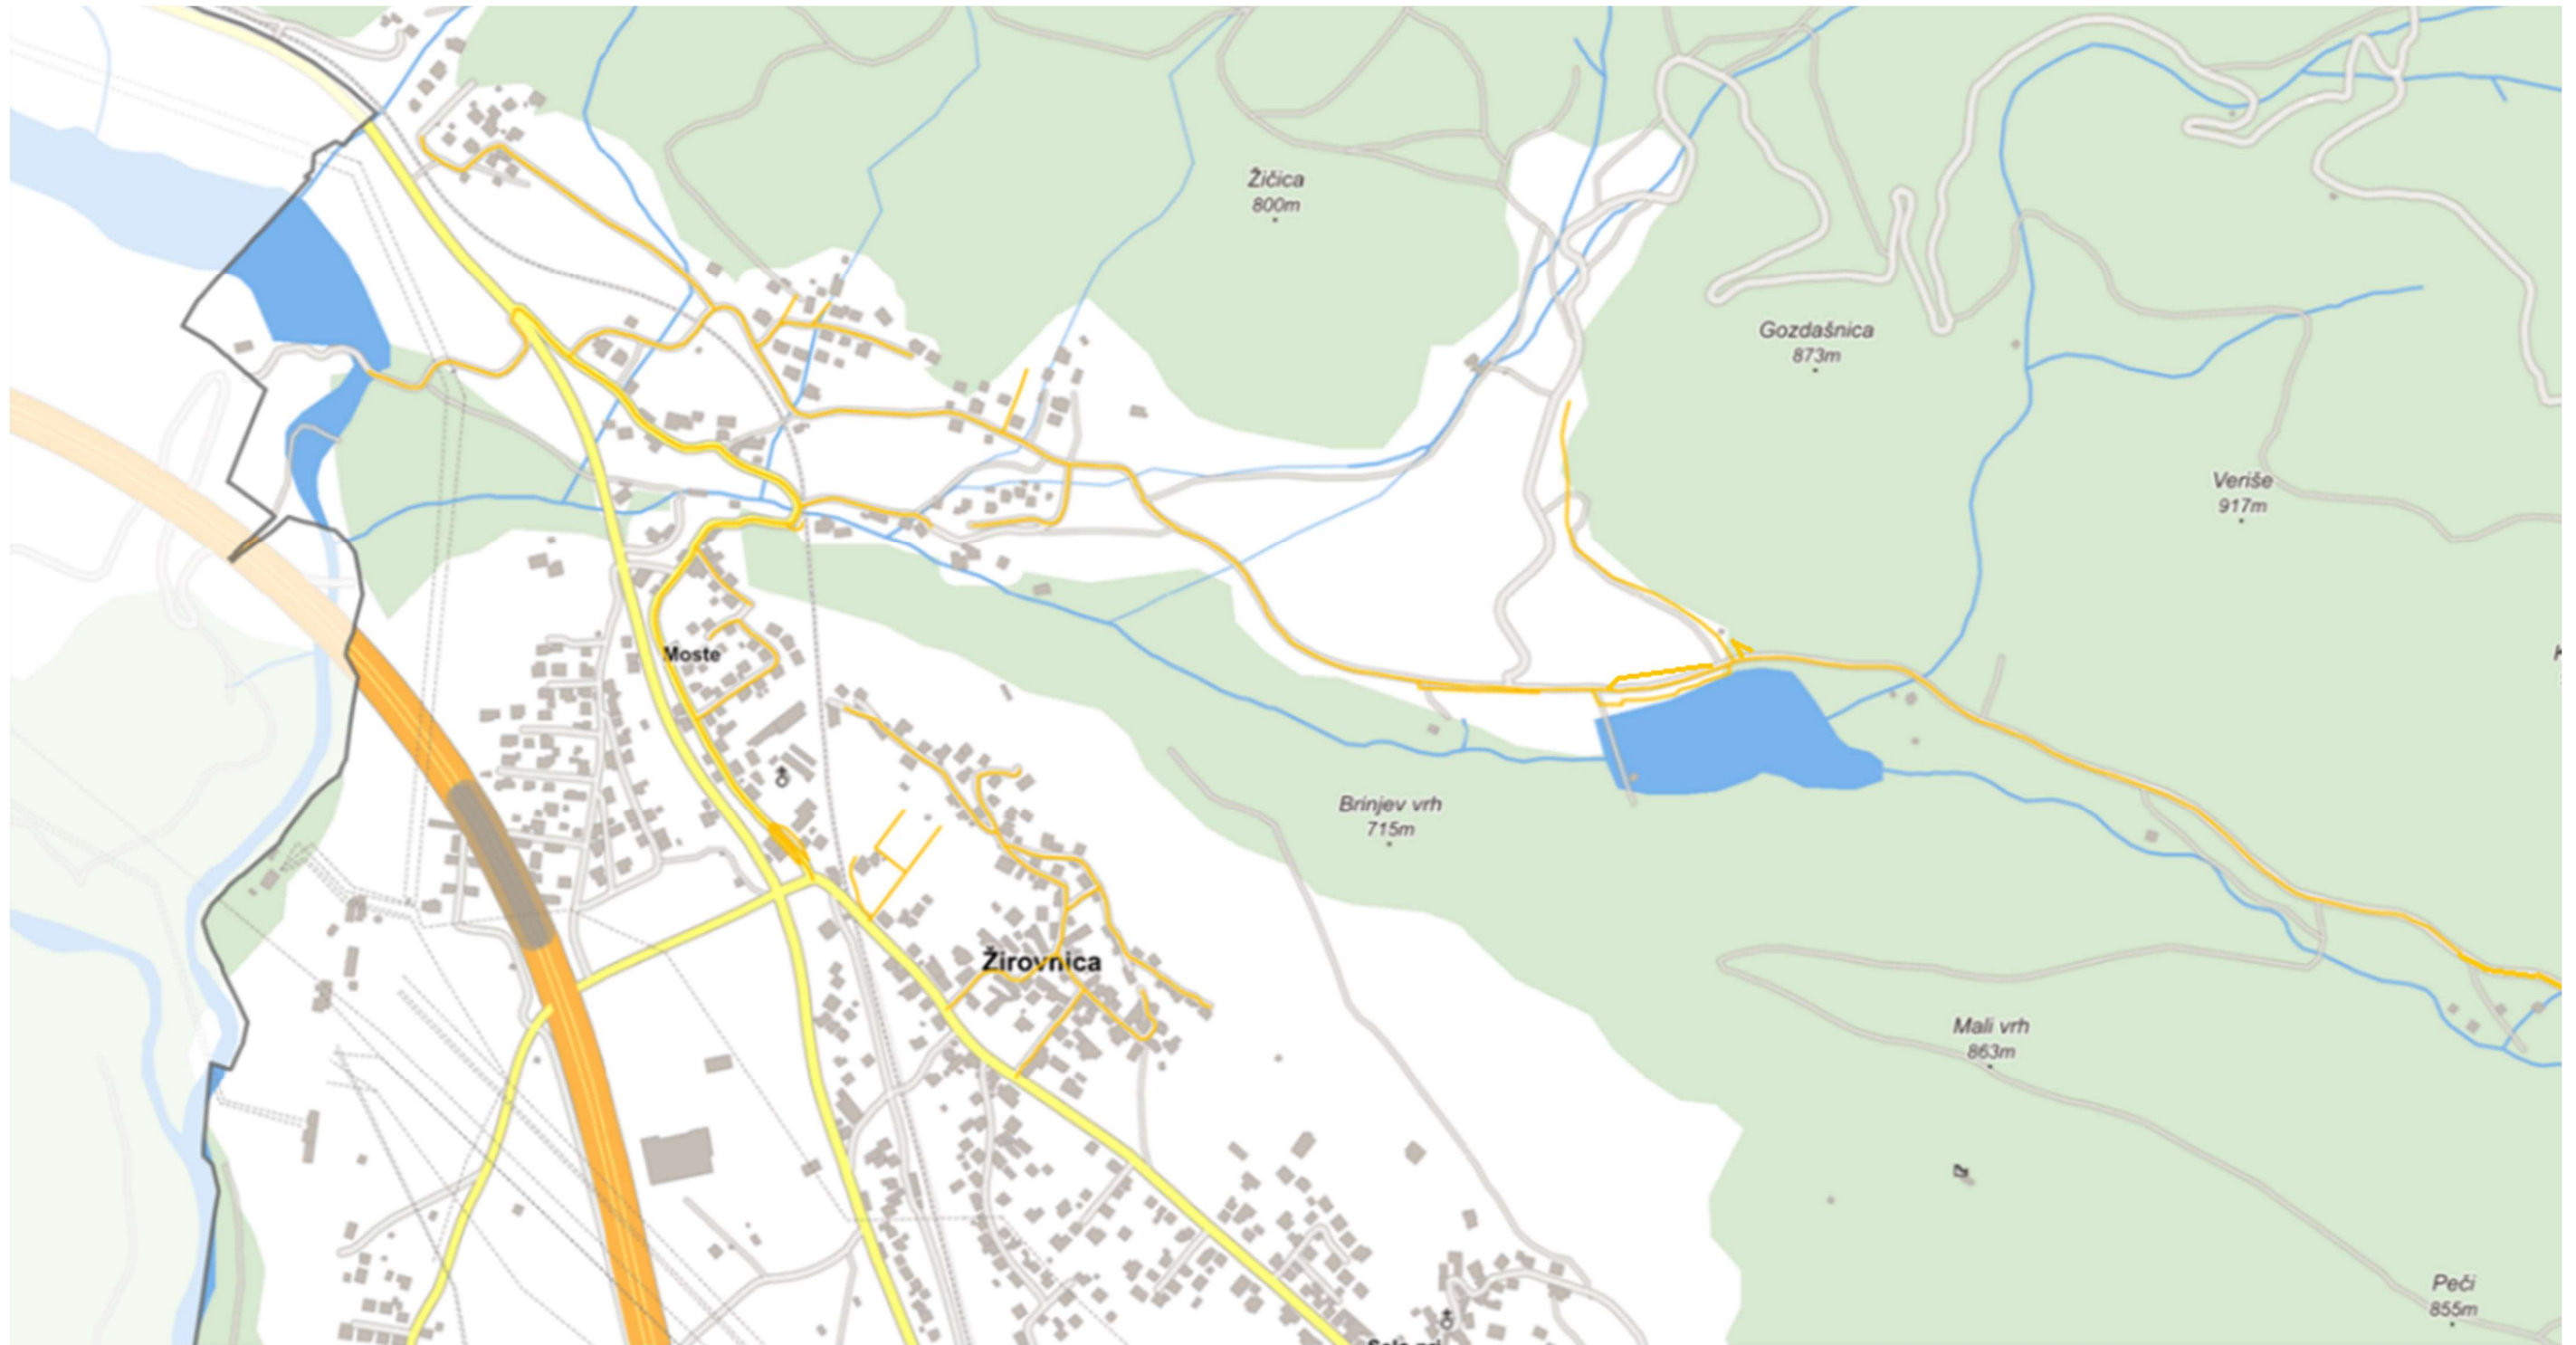 Žičica
800m
Gozdašnica
873m
Veriše
917m
Moste
Brinjev vrh
715m
Žirovnica
Mali vrh
863m
Peči
855m